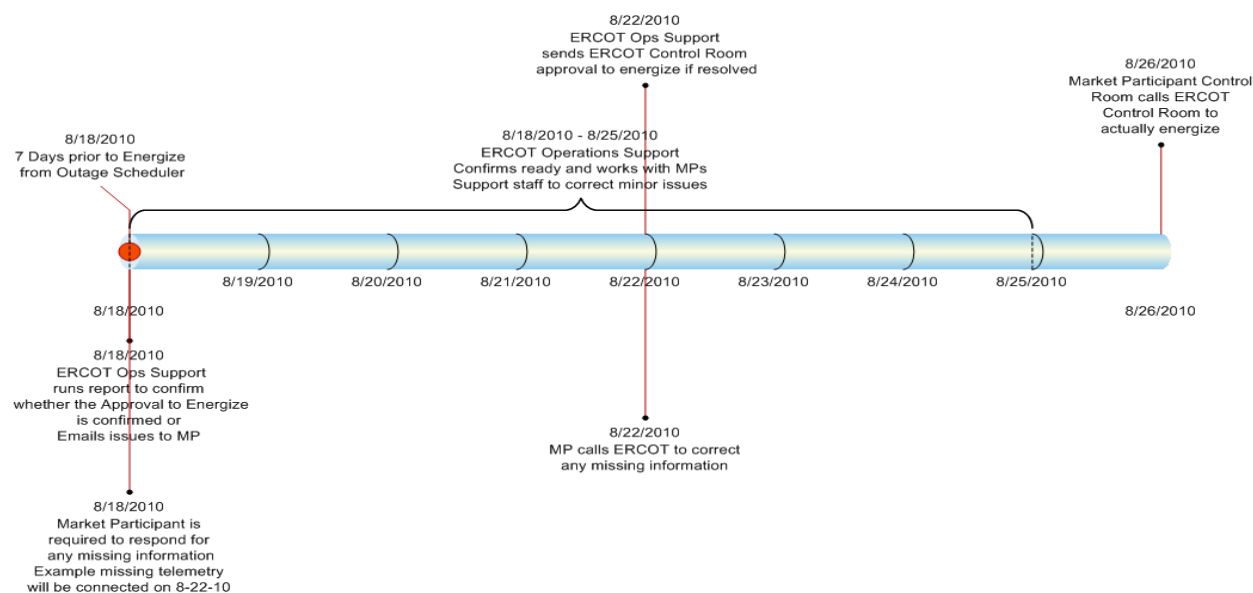 8/22/2010
ERCOT Ops Support
sends ERCOT Control Room
approval to energize if resolved
8/26/2010
Market Participant Control
Room calls ERCOT
Control Room to
actually energize
8/18/2010
7 Days prior to Energize
from Outage Scheduler
8/18/2010 - 8/25/2010
ERCOT Operations Support
Confirms ready and works with MPs
Support staff to correct minor issues
8/19/2010
8/20/2010
8/21/2010
8/22/2010
8/23/2010
8/24/2010
8/25/2010
8/18/2010
8/26/2010
8/18/2010
ERCOT Ops Support
runs report to confirm
whether the Approval to Energize
is confirmed or
Emails issues to MP
8/22/2010
MP calls ERCOT to correct
any missing information
8/18/2010
Market Participant is
required to respond for
any missing information
Example missing telemetry
will be connected on 8-22-10